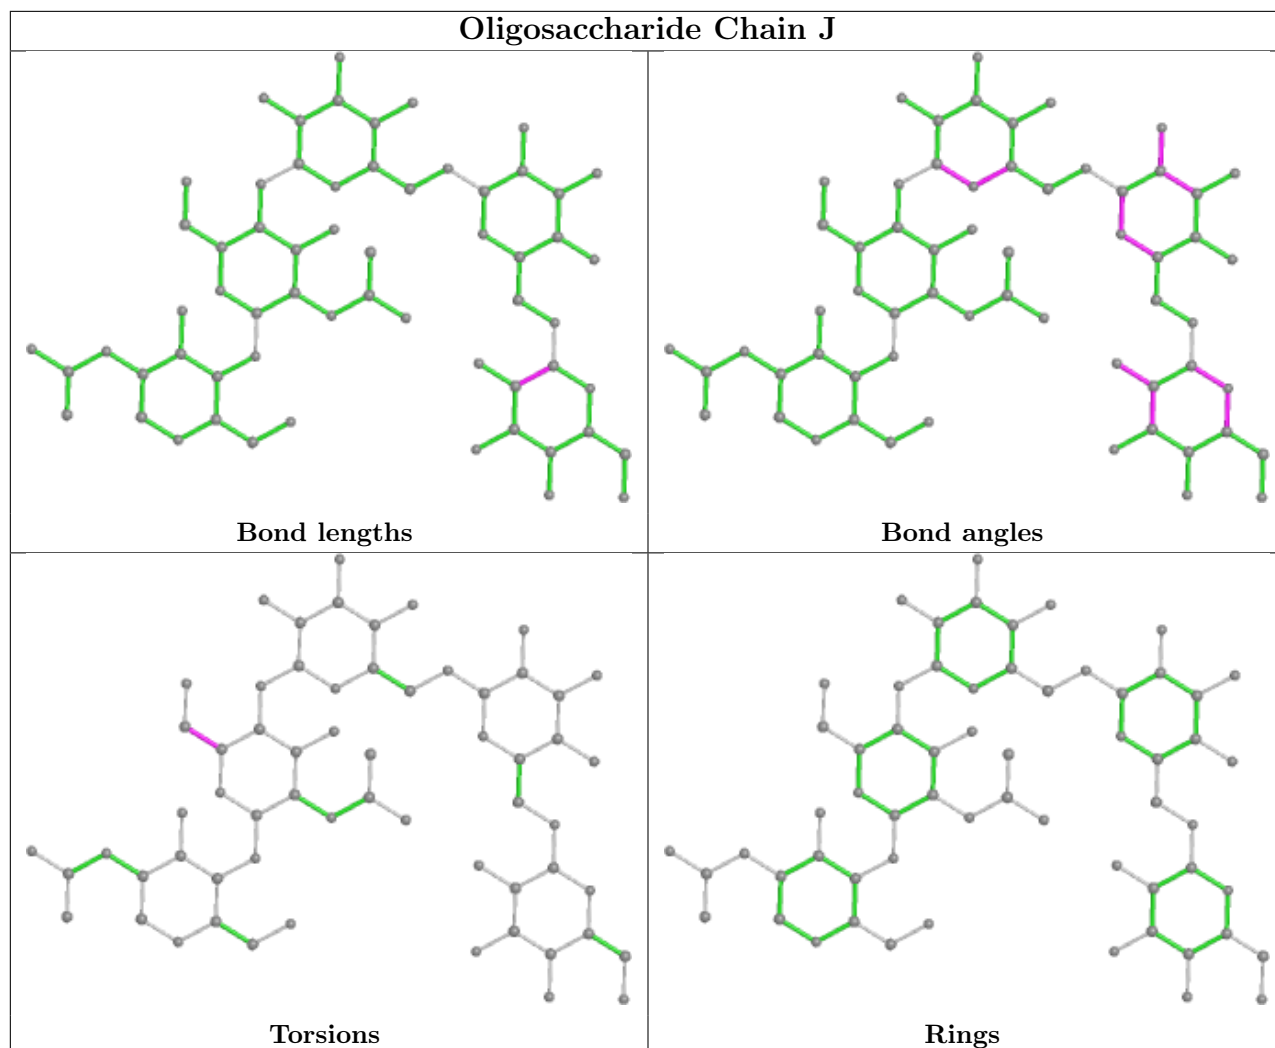 Oligosaccharide Chain J
Bond lengths
Bond angles
Torsions
Rings